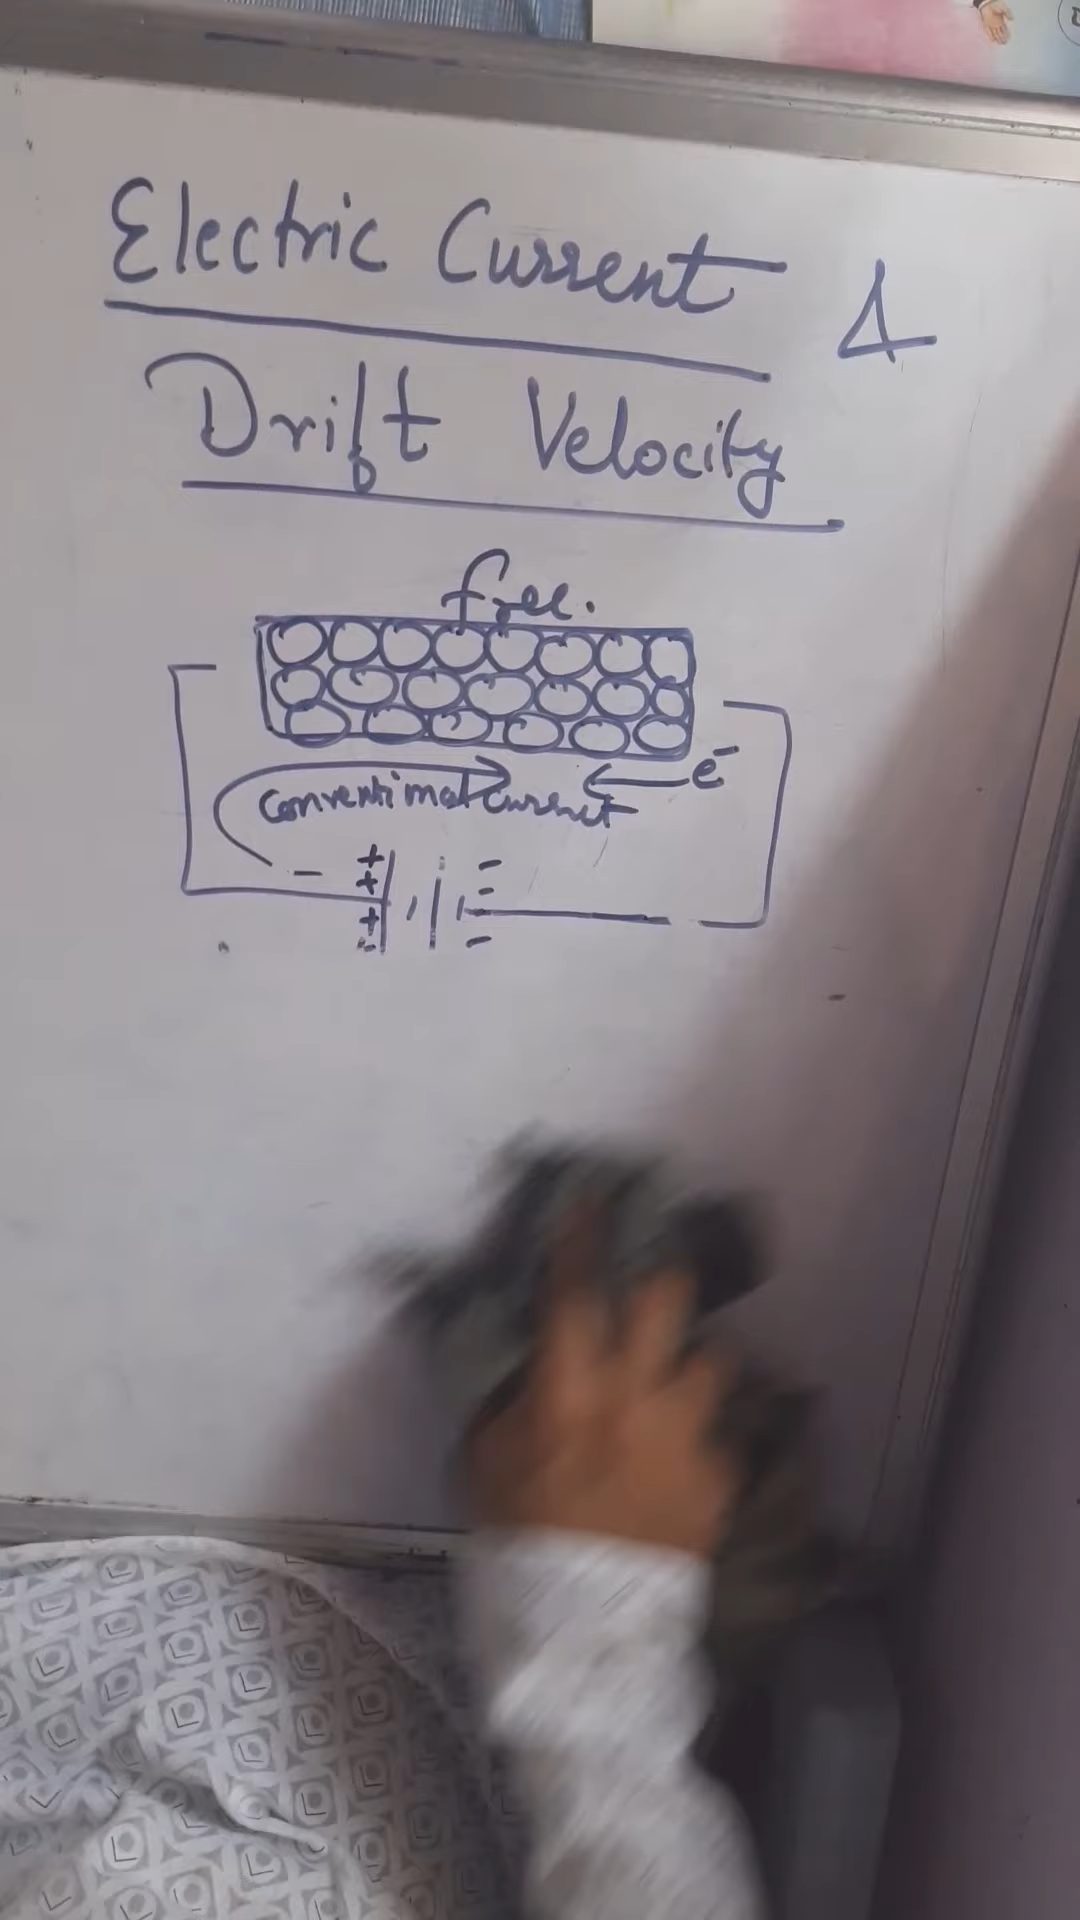 Electric Current
Drift Velocity
free.
e⁻
Conventional current